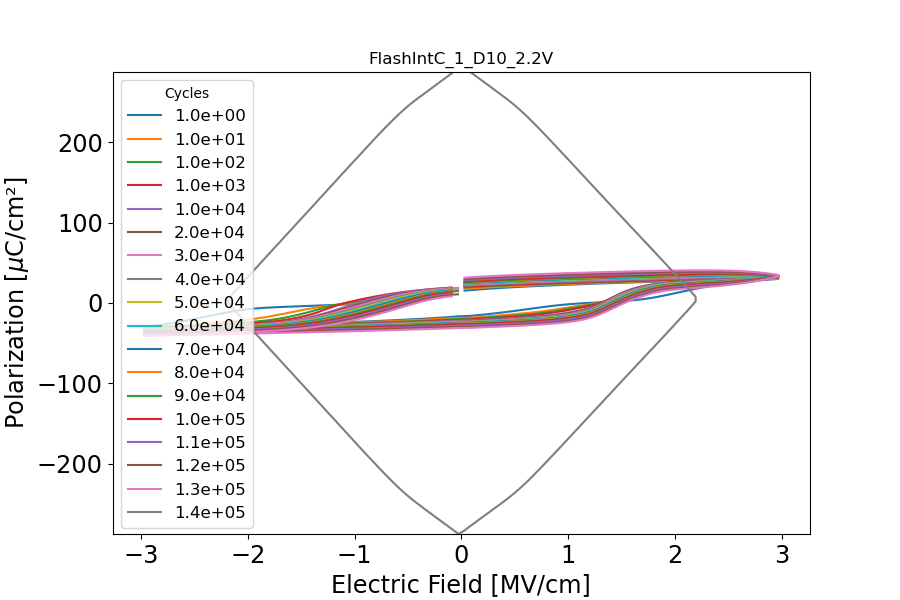 FlashIntC_1_D10_2.2V
Polarization [μC/cm²]
200
100
0
−100
−200
Cycles
1.0e+00
1.0e+01
1.0e+02
1.0e+03
1.0e+04
2.0e+04
3.0e+04
4.0e+04
5.0e+04
6.0e+04
7.0e+04
8.0e+04
9.0e+04
1.0e+05
1.1e+05
1.2e+05
1.3e+05
1.4e+05
−3 −2 −1 0 1 2 3
Electric Field [MV/cm]